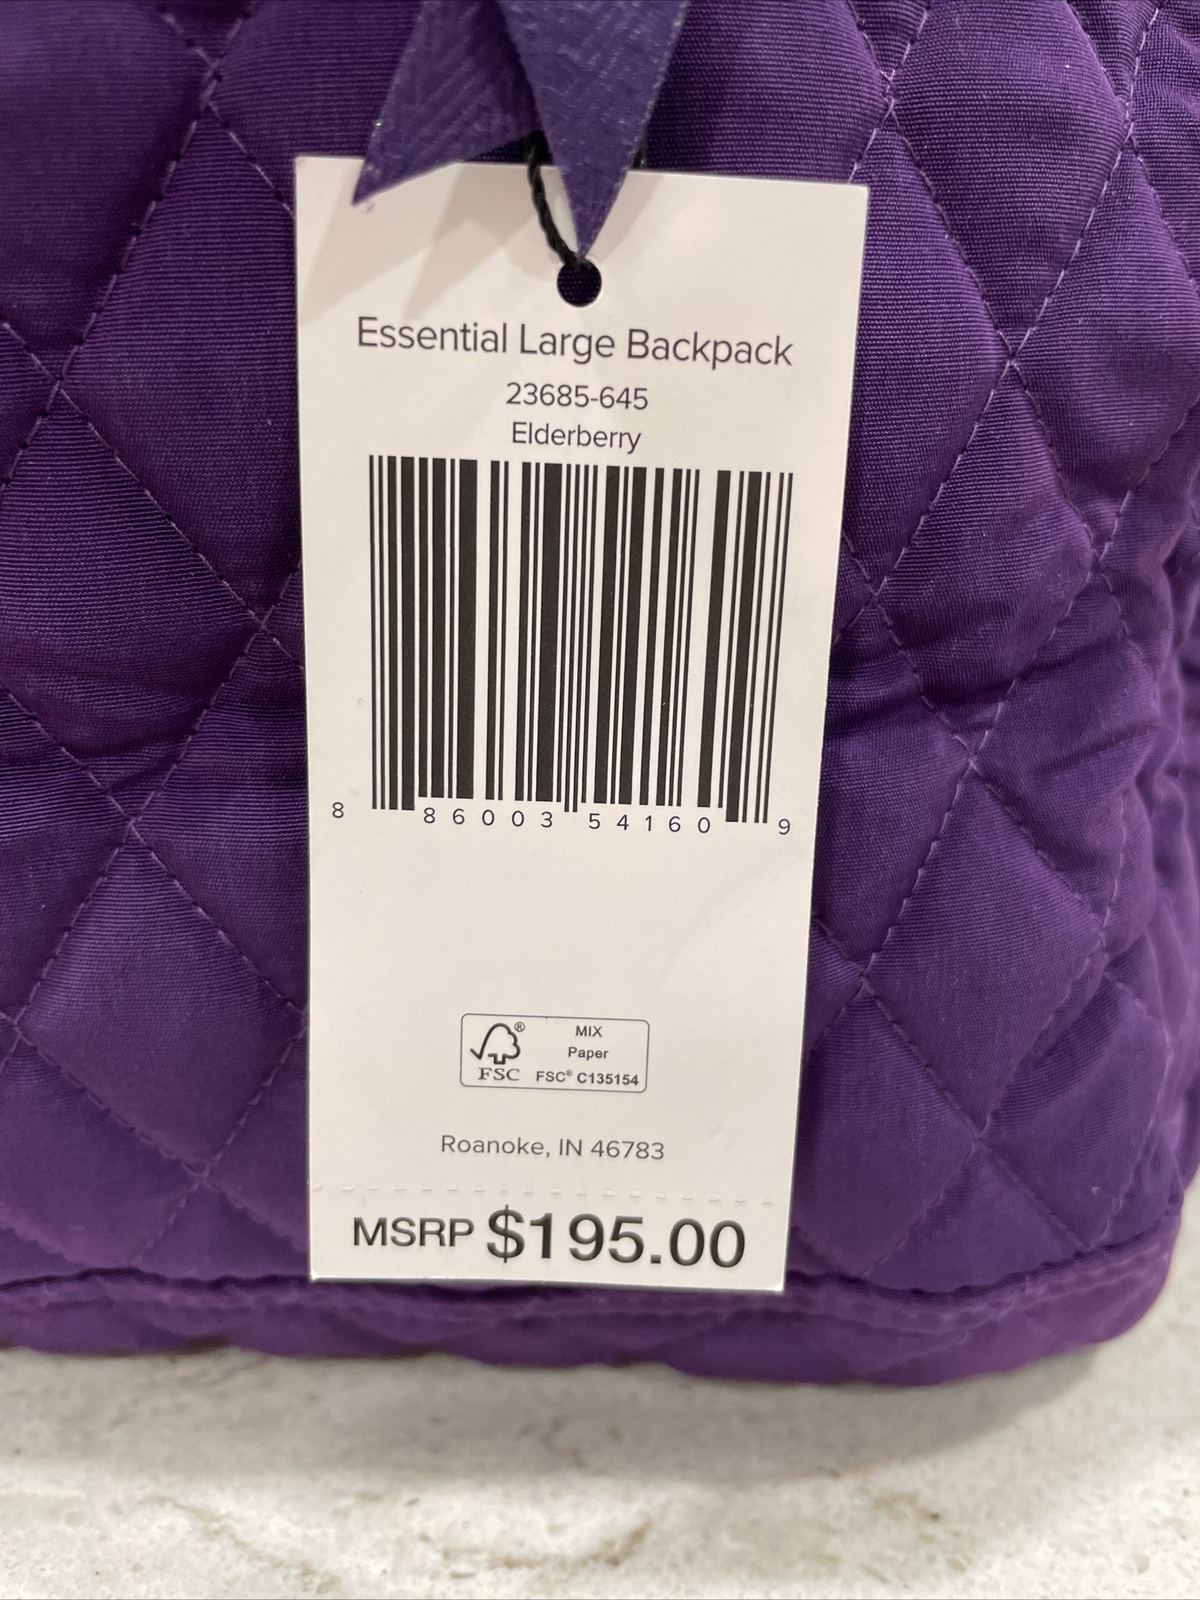 Essential Large Backpack
23685-645
Elderberry
8 86003 54160 9
MIX
Paper
FSC® C135154
®
FSC
Roanoke, IN 46783
MSRP $195.00